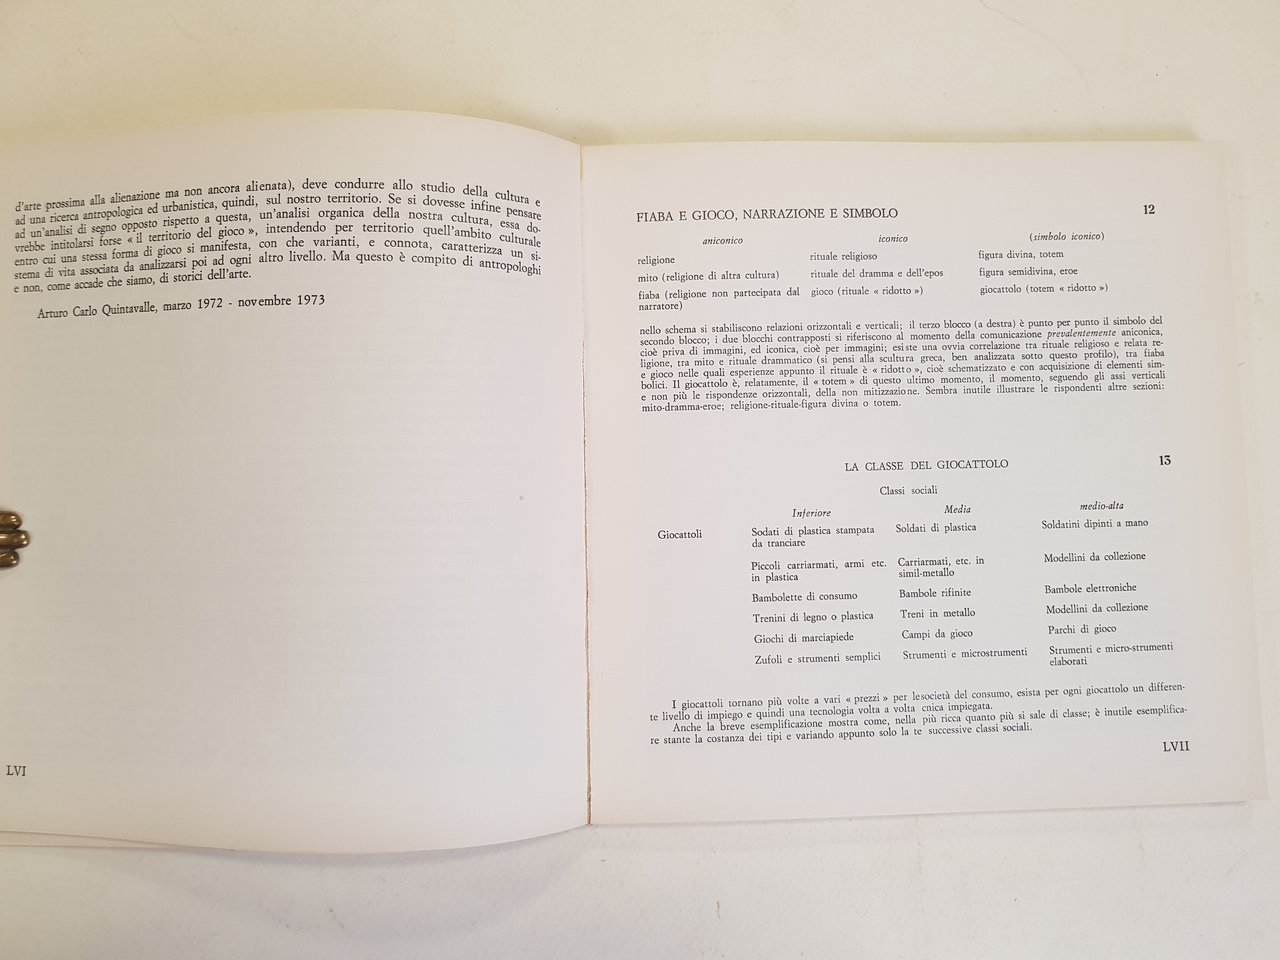 d'arte prossima alla alienazione ma non ancora alienata), deve condurre allo studio della cultura e
ad una ricerca antropologica ed urbanistica, quindi, sul nostro territorio. Se si dovesse infine pensare
ad un'analisi di segno opposto rispetto a questa, un'analisi organica della nostra cultura, essa do-
vrebbe intitolarsi forse « il territorio del gioco », intendendo per territorio quell'ambito culturale
entro cui una stessa forma di gioco si manifesta, con che varianti, e connota, caratterizza un si-
stema di vita associata da analizzarsi poi ad ogni altro livello. Ma questo è compito di antropologhi
e non, come accade che siamo, di storici dell'arte.
Arturo Carlo Quintavalle, marzo 1972 - novembre 1973
LVI
FIABA E GIOCO, NARRAZIONE E SIMBOLO 12
aniconico iconico (simbolo iconico)
religione rituale religioso figura divina, totem
mito (religione di altra cultura) rituale del dramma e dell'epos figura semidivina, eroe
fiaba (religione non partecipata dal gioco (rituale « ridotto ») giocattolo (totem « ridotto »)
narratore)
nello schema si stabiliscono relazioni orizzontali e verticali; il terzo blocco (a destra) è punto per punto il simbolo del
secondo blocco; i due blocchi contrapposti si riferiscono al momento della comunicazione prevalentemente aniconica,
cioè priva di immagini, ed iconica, cioè per immagini; esiste una ovvia correlazione tra rituale religioso e relata re-
ligione, tra mito e rituale drammatico (si pensi alla scultura greca, ben analizzata sotto questo profilo), tra fiaba
e gioco nelle quali esperienze appunto il rituale è « ridotto », cioè schematizzato e con acquisizione di elementi sim-
bolici. Il giocattolo è, relatamente, il « totem » di questo ultimo momento, il momento, seguendo gli assi verticali
e non più le rispondenze orizzontali, della non mitizzazione. Sembra inutile illustrare le rispondenti altre sezioni:
mito-dramma-eroe; religione-rituale-figura divina o totem.
LA CLASSE DEL GIOCATTOLO 13
Classi sociali
Inferiore Media medio-alta
Giocattoli Sodati di plastica stampata Soldati di plastica Soldatini dipinti a mano
da tranciare
Piccoli carriarmati, armi etc. Carriarmati, etc. in Modellini da collezione
in plastica simil-metallo
Bambolette di consumo Bambole rifinite Bambole elettroniche
Trenini di legno o plastica Treni in metallo Modellini da collezione
Giochi di marciapiede Campi da gioco Parchi di gioco
Zufoli e strumenti semplici Strumenti e microstrumenti Strumenti e micro-strumenti
elaborati
I giocattoli tornano più volte a vari « prezzi » per lesocietà del consumo, esista per ogni giocattolo un differen-
te livello di impiego e quindi una tecnologia volta a volta cnica impiegata.
Anche la breve esemplificazione mostra come, nella più ricca quanto più si sale di classe; è inutile esemplifica-
re stante la costanza dei tipi e variando appunto solo la te successive classi sociali.
LVII